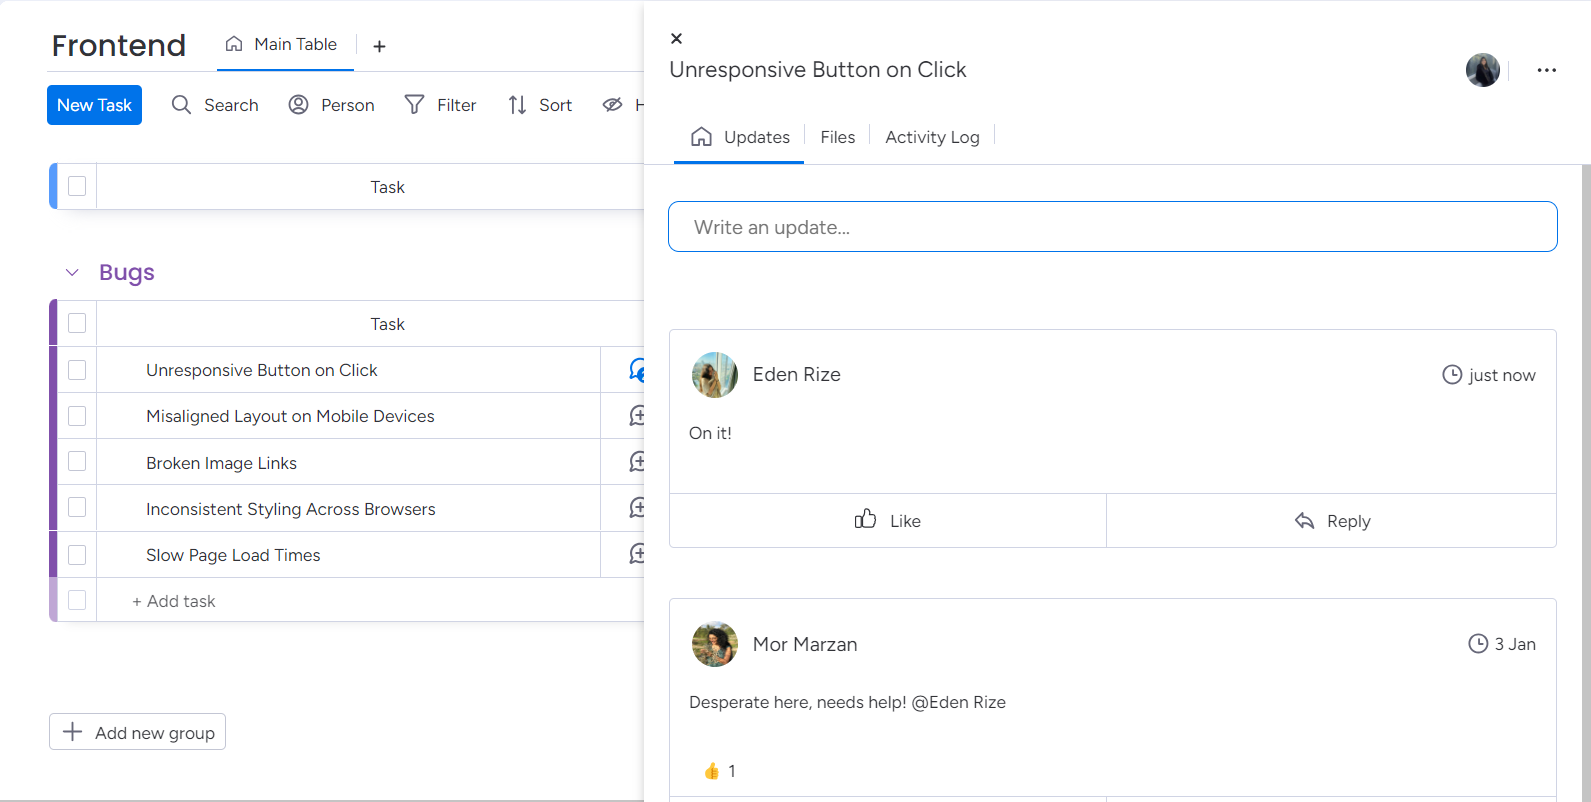 Frontend
Main Table
New Task
Search
Person
Filter
Sort
Task
Bugs
Task
Unresponsive Button on Click
Misaligned Layout on Mobile Devices
Broken Image Links
Inconsistent Styling Across Browsers
Slow Page Load Times
+ Add task
Add new group
Unresponsive Button on Click
Updates
Files
Activity Log
Write an update...
Eden Rize
just now
On it!
Like
Reply
Mor Marzan
3 Jan
Desperate here, needs help! @Eden Rize
1